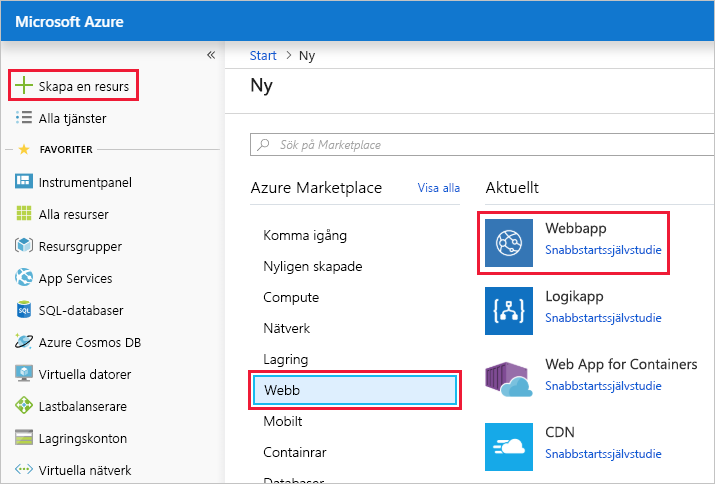 Microsoft Azure
«
Skapa en resurs
Alla tjänster
FAVORITER
Instrumentpanel
Alla resurser
Resursgrupper
App Services
SQL-databaser
Azure Cosmos DB
Virtuella datorer
Lastbalanserare
Lagringskonton
Virtuella nätverk
Start > Ny
Ny
Sök på Marketplace
Azure Marketplace Visa alla
Komma igång
Nyligen skapade
Compute
Nätverk
Lagring
Webb
Mobilt
Containrar
Databaser
Aktuellt
Webbapp
Snabbstartssjälvstudie
Logikapp
Snabbstartssjälvstudie
Web App for Containers
Snabbstartssjälvstudie
CDN
Snabbstartssjälvstudie